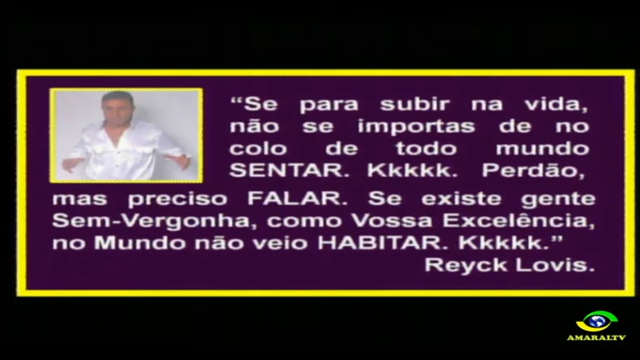 “Se para subir na vida,
não se importas de no
colo de todo mundo
SENTAR. Kkkkk. Perdão,
mas preciso FALAR. Se existe gente
Sem-Vergonha, como Vossa Excelência,
no Mundo não veio HABITAR. Kkkkk.”
Reyck Lovis.
AMARALTV